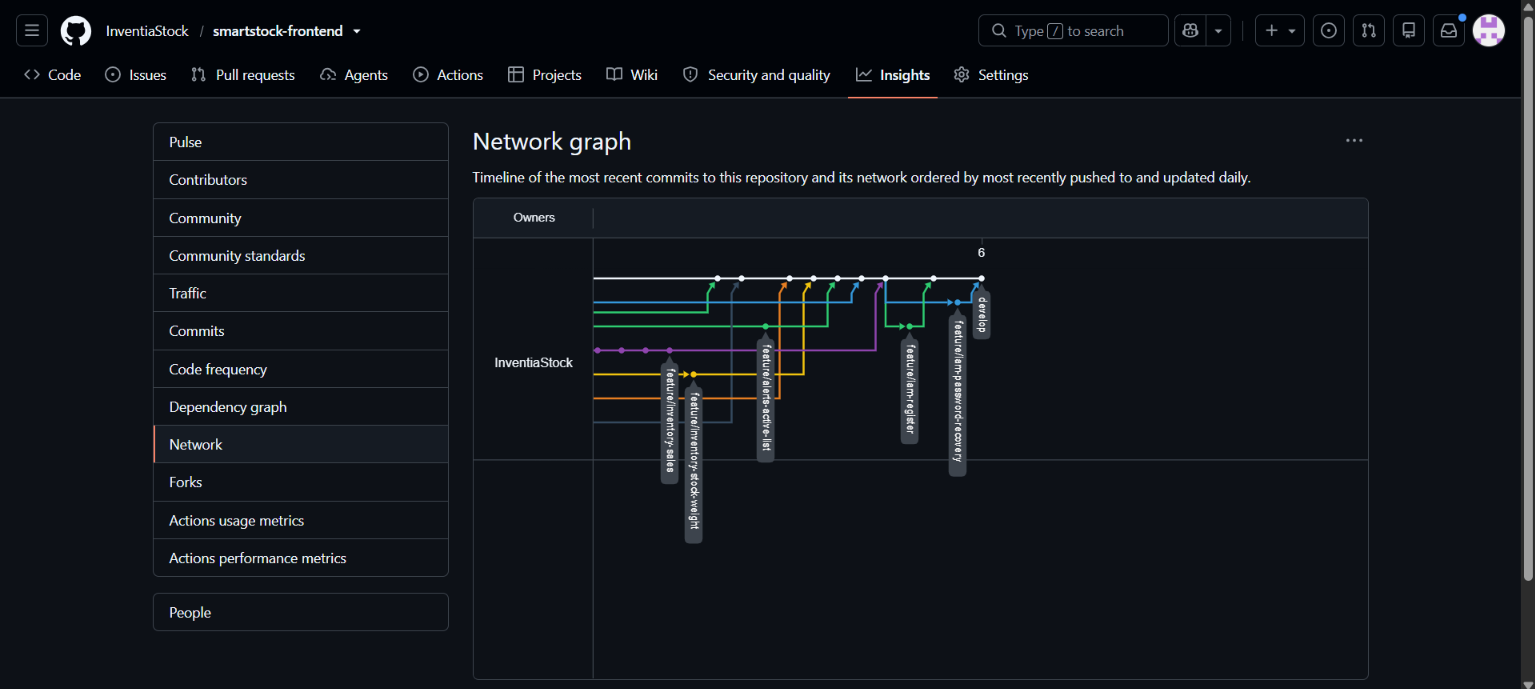 InventiaStock / smartstock-frontend
Type / to search
Code
Issues
Pull requests
Agents
Actions
Projects
Wiki
Security and quality
Insights
Settings
Pulse
Contributors
Community
Community standards
Traffic
Commits
Code frequency
Dependency graph
Network
Forks
Actions usage metrics
Actions performance metrics
People
Network graph
Timeline of the most recent commits to this repository and its network ordered by most recently pushed to and updated daily.
Owners
6
InventiaStock
feature/inventory-sales
feature/inventory-stock-weight
feature/alerts-active-list
feature/iam-register
feature/iam-password-recovery
develop